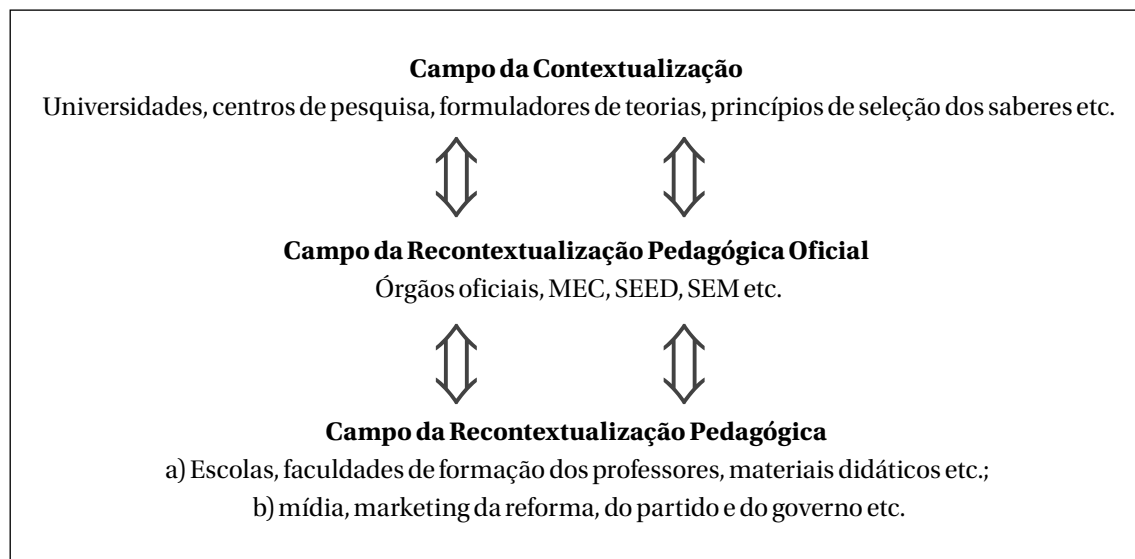 Campo da Contextualização
Universidades, centros de pesquisa, formuladores de teorias, princípios de seleção dos saberes etc.
Campo da Recontextualização Pedagógica Oficial
Órgãos oficiais, MEC, SEED, SEM etc.
Campo da Recontextualização Pedagógica
a) Escolas, faculdades de formação dos professores, materiais didáticos etc.;
b) mídia, marketing da reforma, do partido e do governo etc.